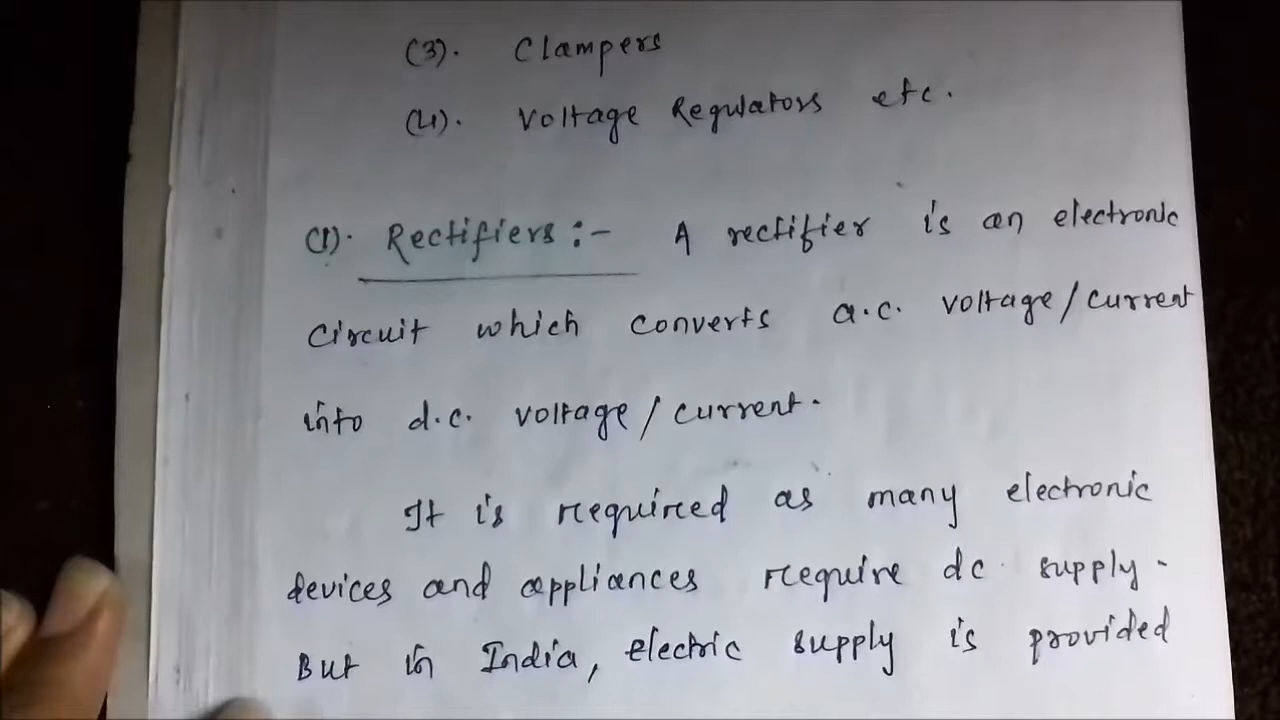 (3). Clampers
(4). Voltage Regulators etc.
(1). Rectifiers :- A rectifier is an electronic
circuit which converts a.c. voltage/current
into d.c. voltage/current.
It is required as many electronic
devices and appliances require dc supply.
But in India, electric supply is provided